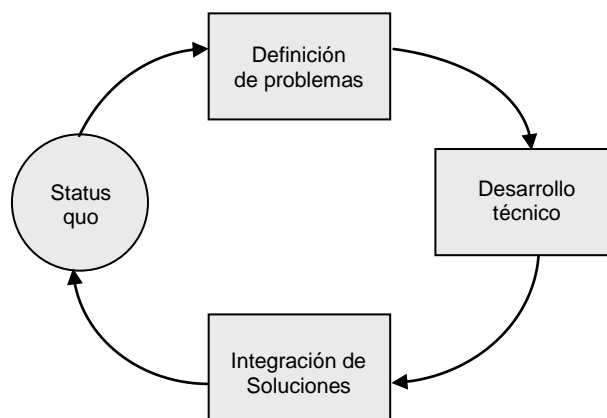 Definición
de problemas
Status
quo
Desarrollo
técnico
Integración de
Soluciones